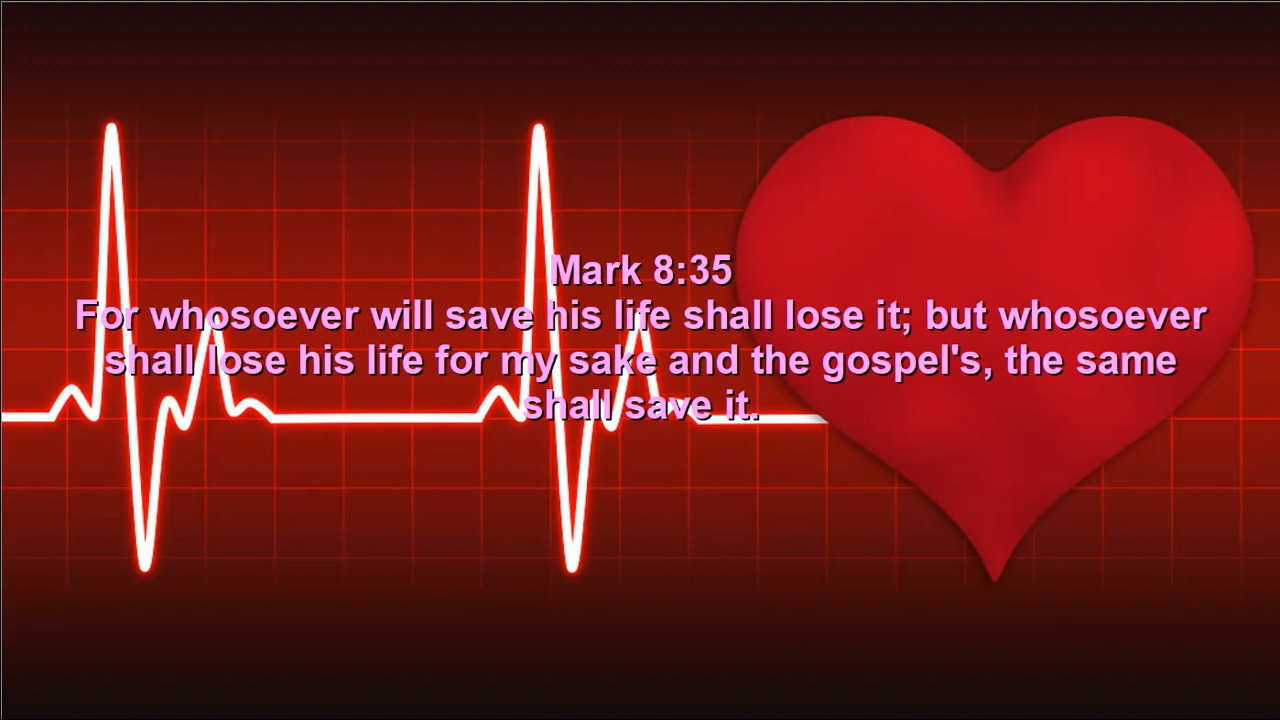 Mark 8:35
For whosoever will save his life shall lose it; but whosoever
shall lose his life for my sake and the gospel's, the same
shall save it.